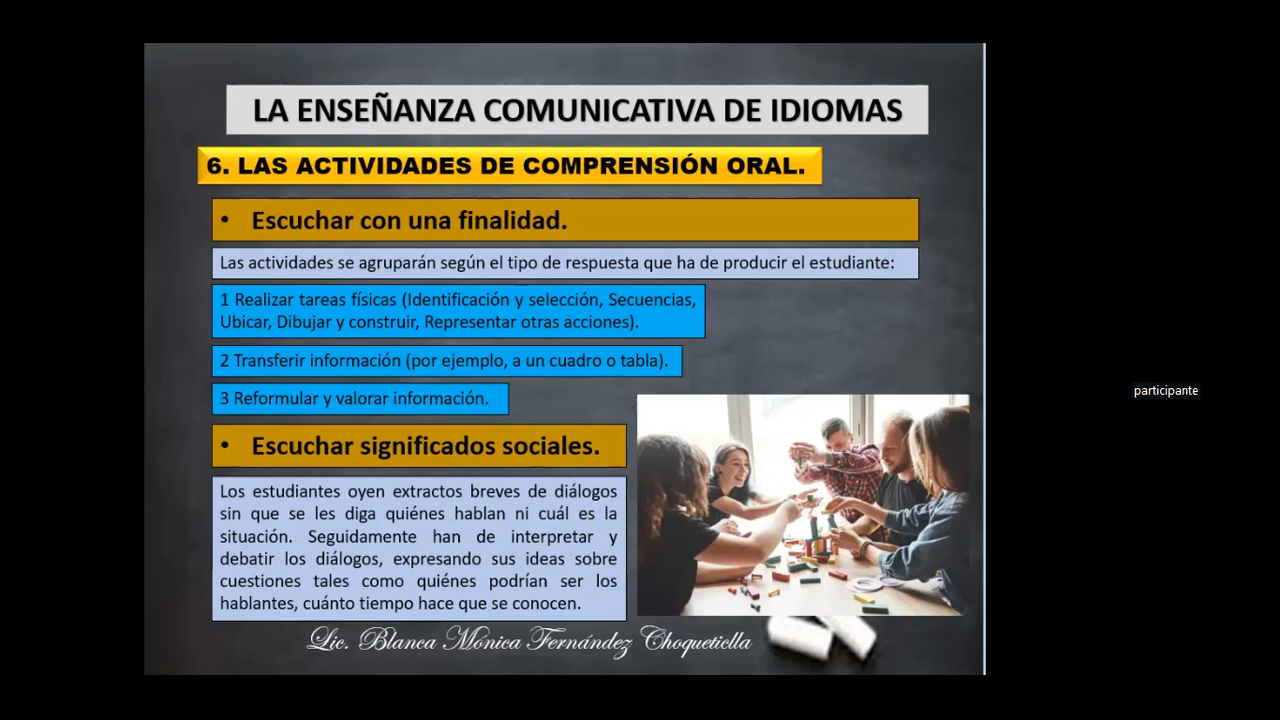 LA ENSEÑANZA COMUNICATIVA DE IDIOMAS
6. LAS ACTIVIDADES DE COMPRENSIÓN ORAL.
• Escuchar con una finalidad.
Las actividades se agruparán según el tipo de respuesta que ha de producir el estudiante:
1 Realizar tareas físicas (Identificación y selección, Secuencias,
Ubicar, Dibujar y construir, Representar otras acciones).
2 Transferir información (por ejemplo, a un cuadro o tabla).
3 Reformular y valorar información.
• Escuchar significados sociales.
Los estudiantes oyen extractos breves de diálogos
sin que se les diga quiénes hablan ni cuál es la
situación. Seguidamente han de interpretar y
debatir los diálogos, expresando sus ideas sobre
cuestiones tales como quiénes podrían ser los
hablantes, cuánto tiempo hace que se conocen.
Lic. Blanca Mónica Fernández Choqueticlla
participante